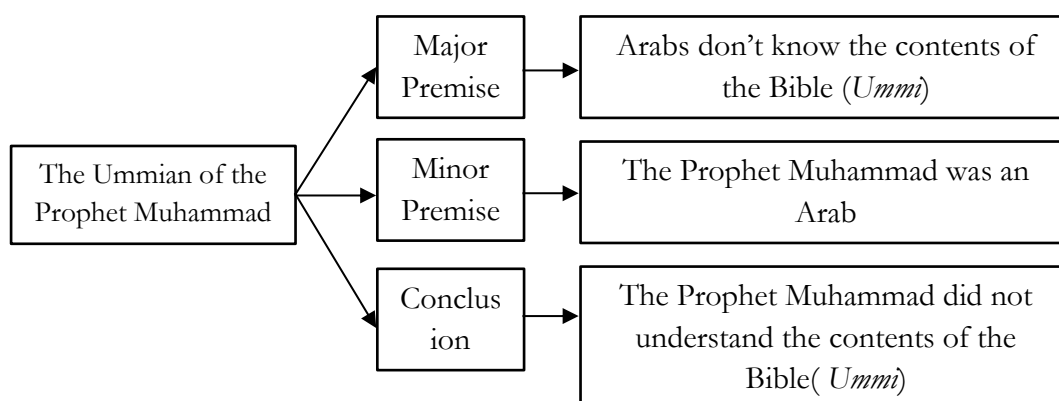 The Ummian of the
Prophet Muhammad
Major
Premise
Arabs don’t know the contents of
the Bible (Ummi)
Minor
Premise
The Prophet Muhammad was an
Arab
Conclus
ion
The Prophet Muhammad did not
understand the contents of the
Bible( Ummi)